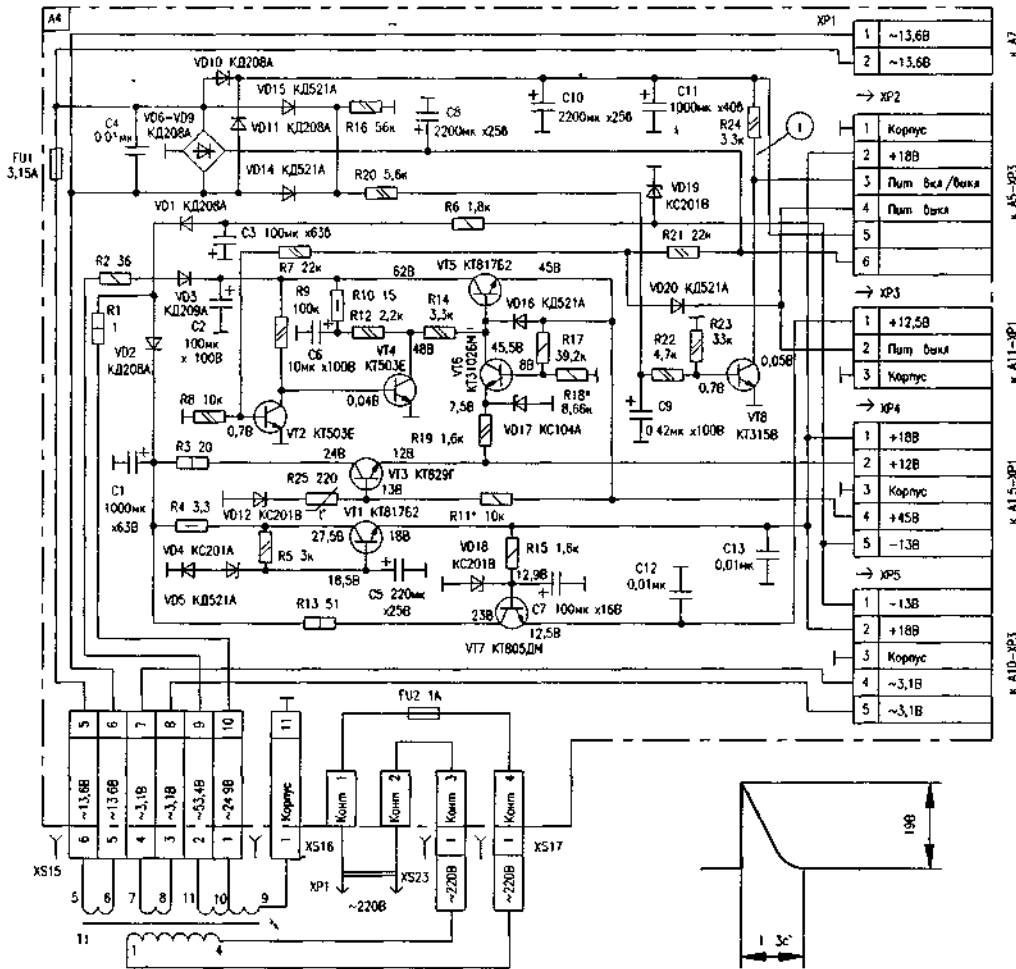 A4
XP1
1 ~13,6В
2 ~13,6В
к А7
VD10 КД208А
VD15 КД521А
VD6-VD9
КД208А
C4
0.01мк
VD11 КД208А
R16 56к
C8
2200мк х25В
C10
2200мк х25В
C11
1000мк х40В
R24
3.3к
1
→ XP2
1 Корпус
2 +18В
3 Пит вкл/выкл
4 Пит выкл
5
6
к А5-ХР3
FU1
3,15А
VD14 КД521А
R20 5,6к
VD1 КД208А
R6 1,8к
VD19
КС201В
C3 100мк х63В
R21 22к
R2 36
R7 22к
62В
VT5 КТ817Б2
45В
VD20 КД521А
R1
1
VD3
КД209А
C2
100мк
х 100В
R9
100к
R10 15
R12 2,2к
R14
3,3к
VD16 КД521А
R17
39,2к
VD2
КД208А
C6
10мк х100В
VT4
КТ503Е
48В
45,5В
VT6
КТ3102БМ
8В
R22
4,7к
R23
33к
0,05В
0.7В
VT8
КТ315В
→ XP3
1 +12,5В
2 Пит выкл
3 Корпус
к А11-ХР1
R8 10к
0,04В
0,7В
VT2 КТ503Е
7,5В
R18*
8,66к
VD17 КС104А
R19 1,6к
C9
0.42мк х100В
→ XP4
1 +18В
2 +12В
3 Корпус
4 +45В
5 -13В
C1
1000мк
х63В
R3 20
24В
12В
VT3 КТ829Г
R25 220
13В
VD12 КС201В
VT1 КТ817Б2
R11* 10к
R4 3,3
27,5В
18В
VD4 КС201А
R5 3к
VD18
КС201В
R15 1,6к
C13
0,01мк
C12
0,01мк
VD5 КД521А
18,5В
C5 220мк
х25В
12,9В
C7 100мк х16В
R13 51
23В
12,5В
VT7 КТ805ДМ
→ XP5
1 -13В
2 +18В
3 Корпус
4 ~3,1В
5 ~3,1В
к А10-ХР3
FU2 1А
5 6 7 8 9 10 11
~13,6В ~13.6В ~3,1В ~3,1В ~53,4В ~24.9В Корпус
6 5 4 3 2 1 1
Конт 1 Конт 2 Конт 3 Конт 4
1 1
XS15
XS16
XS17
XP1
XS23
~220В
~220В ~220В
5 6 7 8 11 10 9
1 4
19В